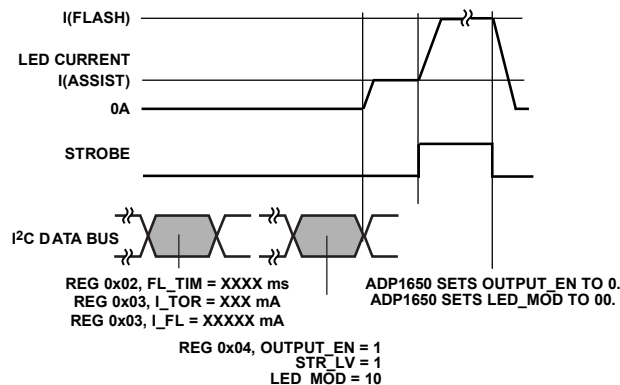 I(FLASH)
LED CURRENT
I(ASSIST)
0A
STROBE
I2C DATA BUS
REG 0x02, FL_TIM = XXXX ms
REG 0x03, I_TOR = XXX mA
REG 0x03, I_FL = XXXXX mA
ADP1650 SETS OUTPUT_EN TO 0.
ADP1650 SETS LED_MOD TO 00.
REG 0x04, OUTPUT_EN = 1
STR_LV = 1
LED_MOD = 10